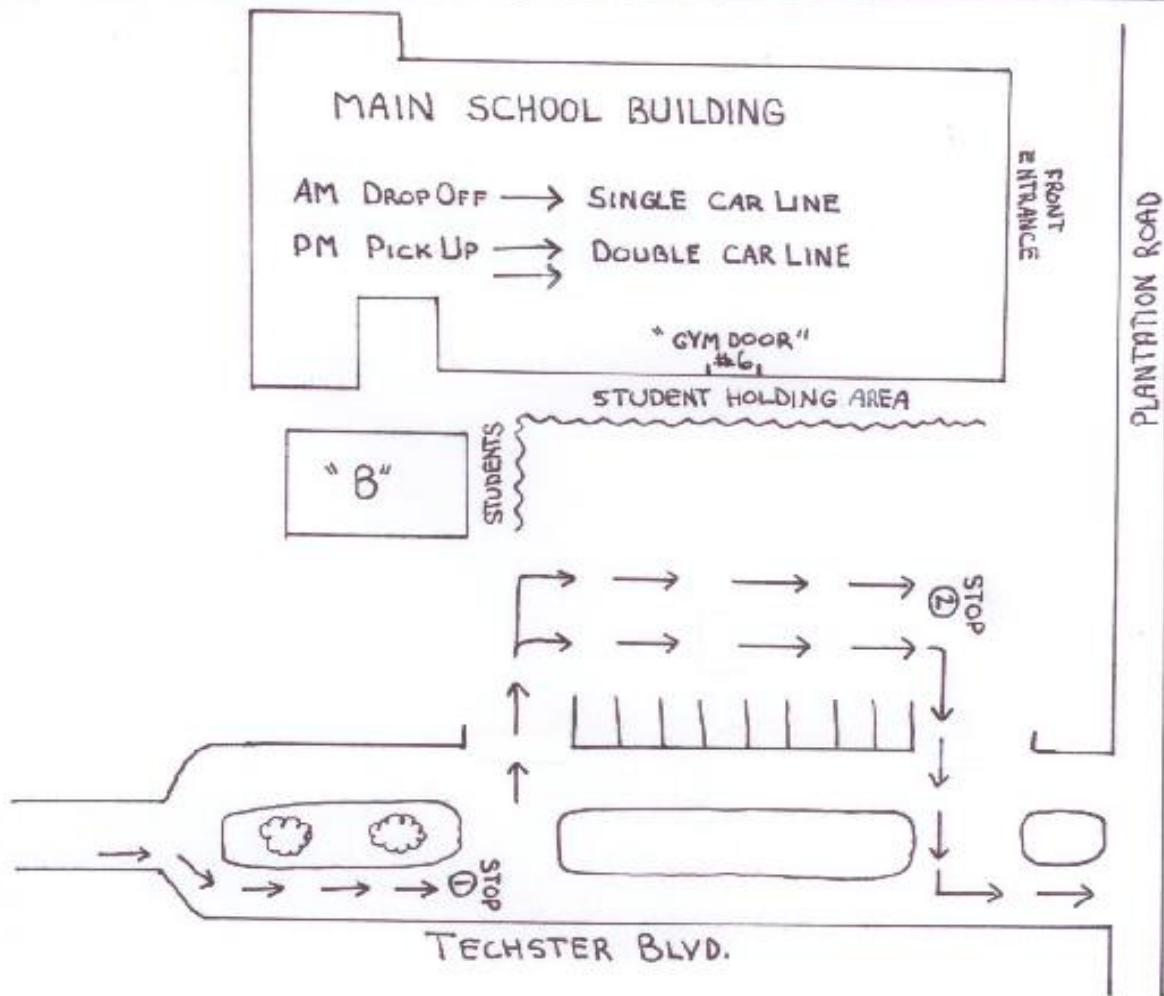 MAIN SCHOOL BUILDING
AM DROP OFF → SINGLE CAR LINE
PM PICK UP → → DOUBLE CAR LINE
FRONT
ENTRANCE
PLANTATION ROAD
"GYM DOOR"
#6
STUDENT HOLDING AREA
"B"
STUDENTS
STOP
2
STOP
1
TECHSTER BLVD.